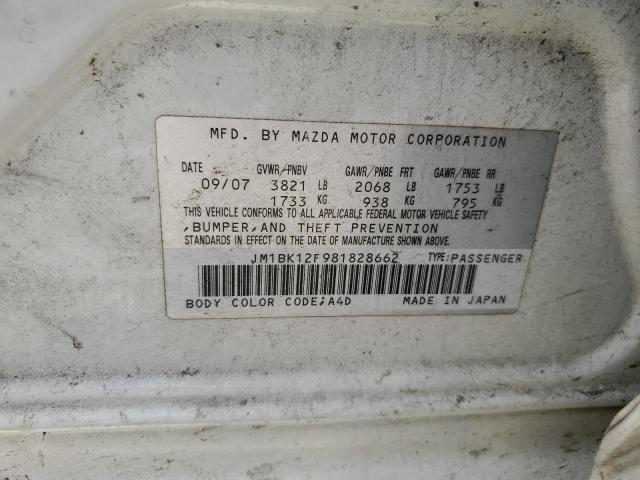 MFD. BY MAZDA MOTOR CORPORATION
DATE GVWR/PNBV GAWR/PNBE FRT GAWR/PNBE RR
09/07 3821 LB 2068 LB 1753 LB
1733 KG 938 KG 795 KG
THIS VEHICLE CONFORMS TO ALL APPLICABLE FEDERAL MOTOR VEHICLE SAFETY
,BUMPER,AND THEFT PREVENTION
STANDARDS IN EFFECT ON THE DATE OF MANUFACTURE SHOWN ABOVE.
JM1BK12F981828662 TYPE:PASSENGER
BODY COLOR CODE;A4D MADE IN JAPAN